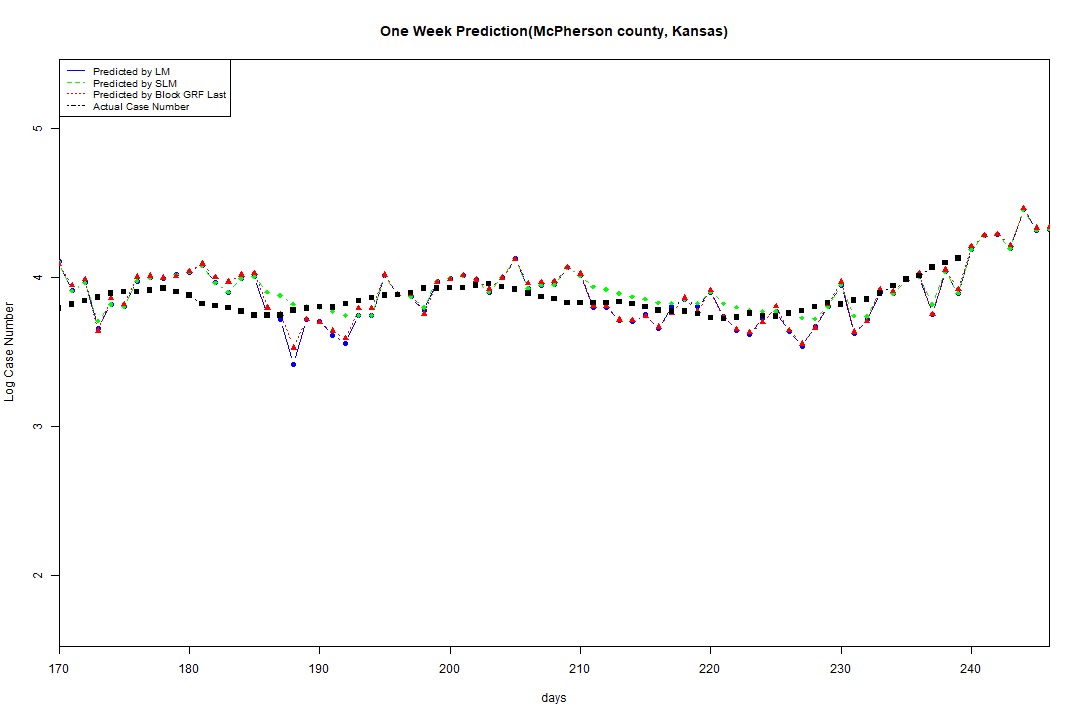 One Week Prediction(McPherson county, Kansas)
Predicted by LM
Predicted by SLM
Predicted by Block GRF Last
Actual Case Number
5
4
3
2
Log Case Number
170 180 190 200 210 220 230 240
days